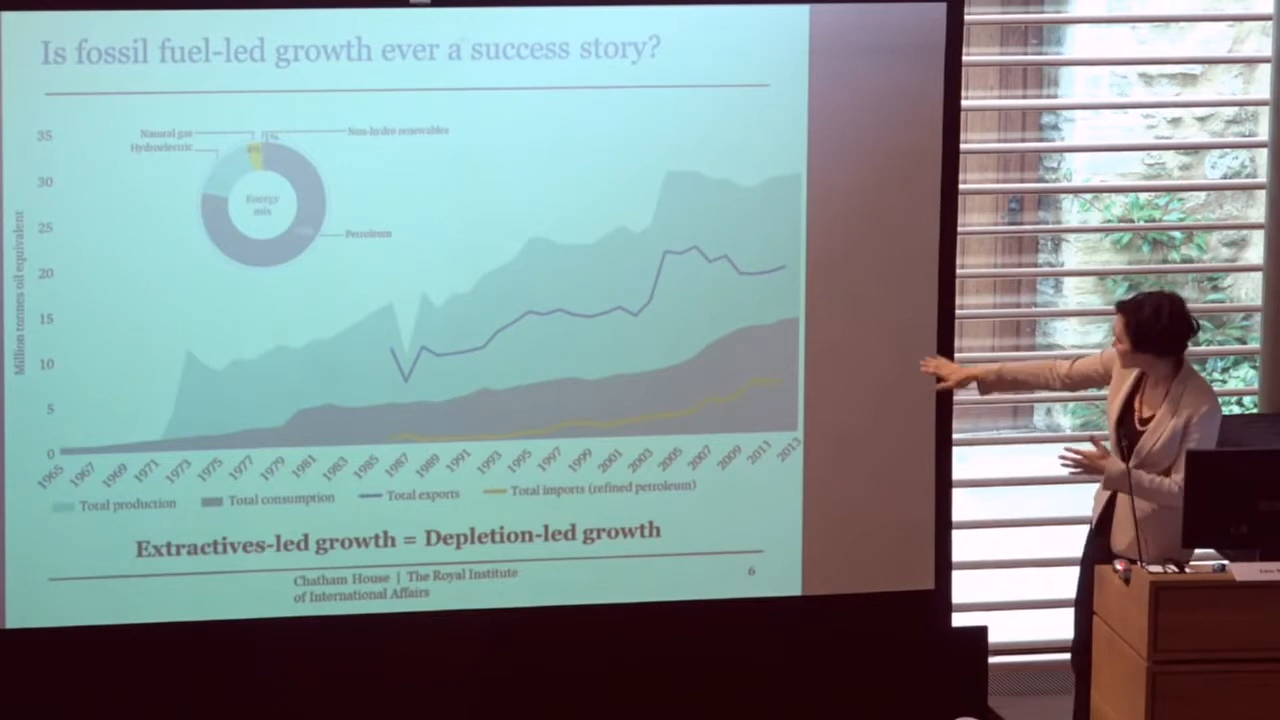 Is fossil fuel-led growth ever a success story?
Natural gas
Non-hydro renewables
Hydroelectric
Energy
mix
Petroleum
Million tonnes oil equivalent
35
30
25
20
15
10
5
0
1965 1967 1969 1971 1973 1975 1977 1979 1981 1983 1985 1987 1989 1991 1993 1995 1997 1999 2001 2003 2005 2007 2009 2011 2013
Total production Total consumption Total exports Total imports (refined petroleum)
Extractives-led growth = Depletion-led growth
Chatham House | The Royal Institute
of International Affairs
6